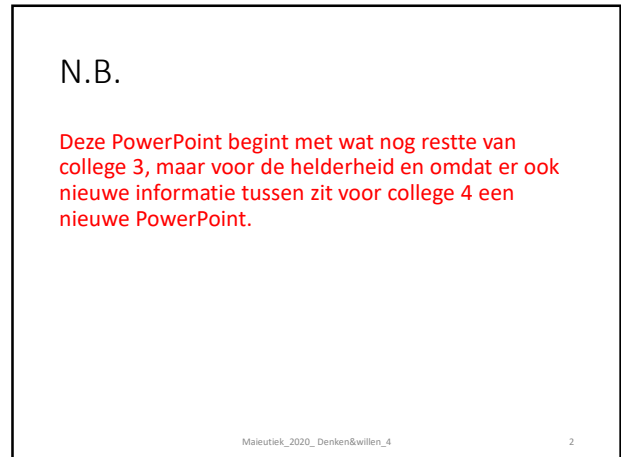 N.B.
Deze PowerPoint begint met wat nog restte van
college 3, maar voor de helderheid en omdat er ook
nieuwe informatie tussen zit voor college 4 een
nieuwe PowerPoint.
Maieutiek_2020_ Denken&willen_4
2